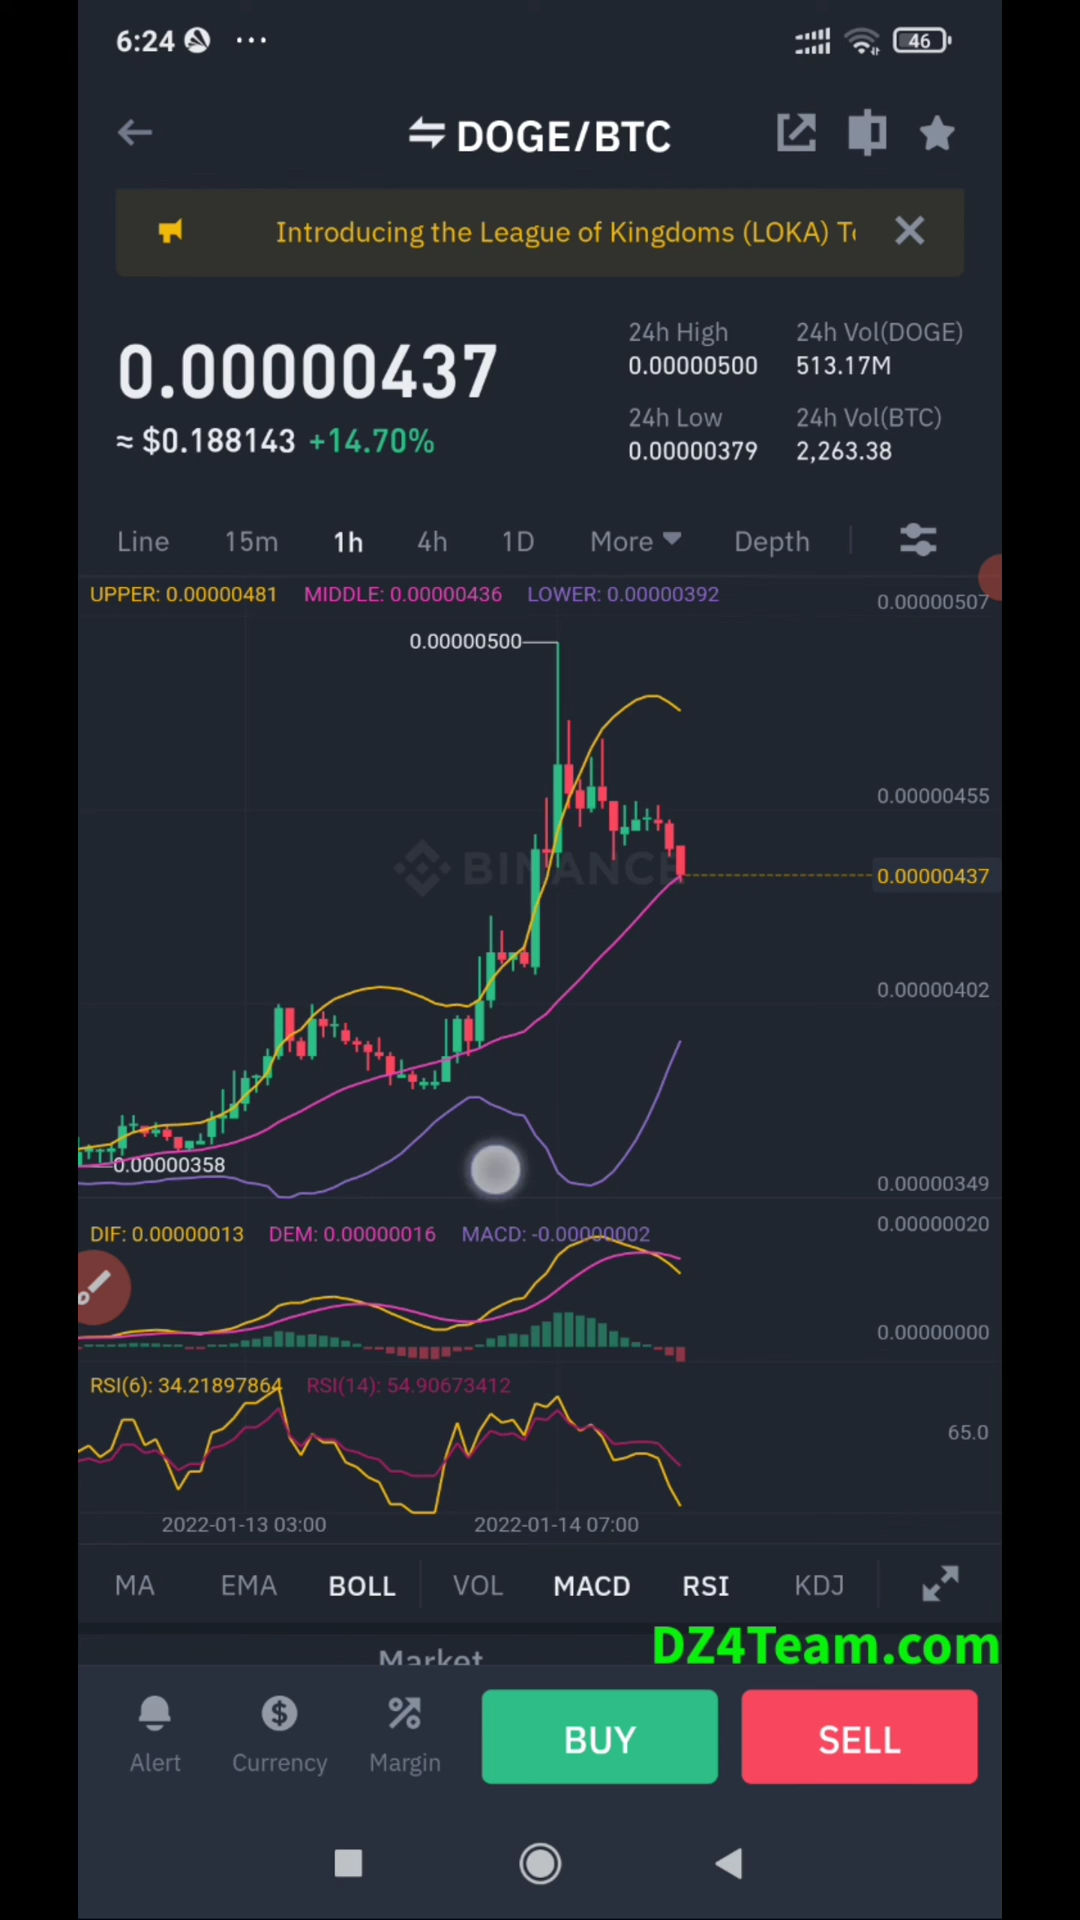 6:24 ... 46
DOGE/BTC
Introducing the League of Kingdoms (LOKA) To
0.00000437
≈ $0.188143 +14.70%
24h High
0.00000500
24h Vol(DOGE)
513.17M
24h Low
0.00000379
24h Vol(BTC)
2,263.38
Line 15m 1h 4h 1D More Depth
UPPER: 0.00000481 MIDDLE: 0.00000436 LOWER: 0.00000392
0.00000507
0.00000500
0.00000455
BINANCE
0.00000437
0.00000402
0.00000358
0.00000349
DIF: 0.00000013 DEM: 0.00000016 MACD: -0.00000002
0.00000020
0.00000000
RSI(6): 34.21897864 RSI(14): 54.90673412
65.0
2022-01-13 03:00 2022-01-14 07:00
MA EMA BOLL VOL MACD RSI KDJ
DZ4Team.com
Market
Alert Currency Margin BUY SELL